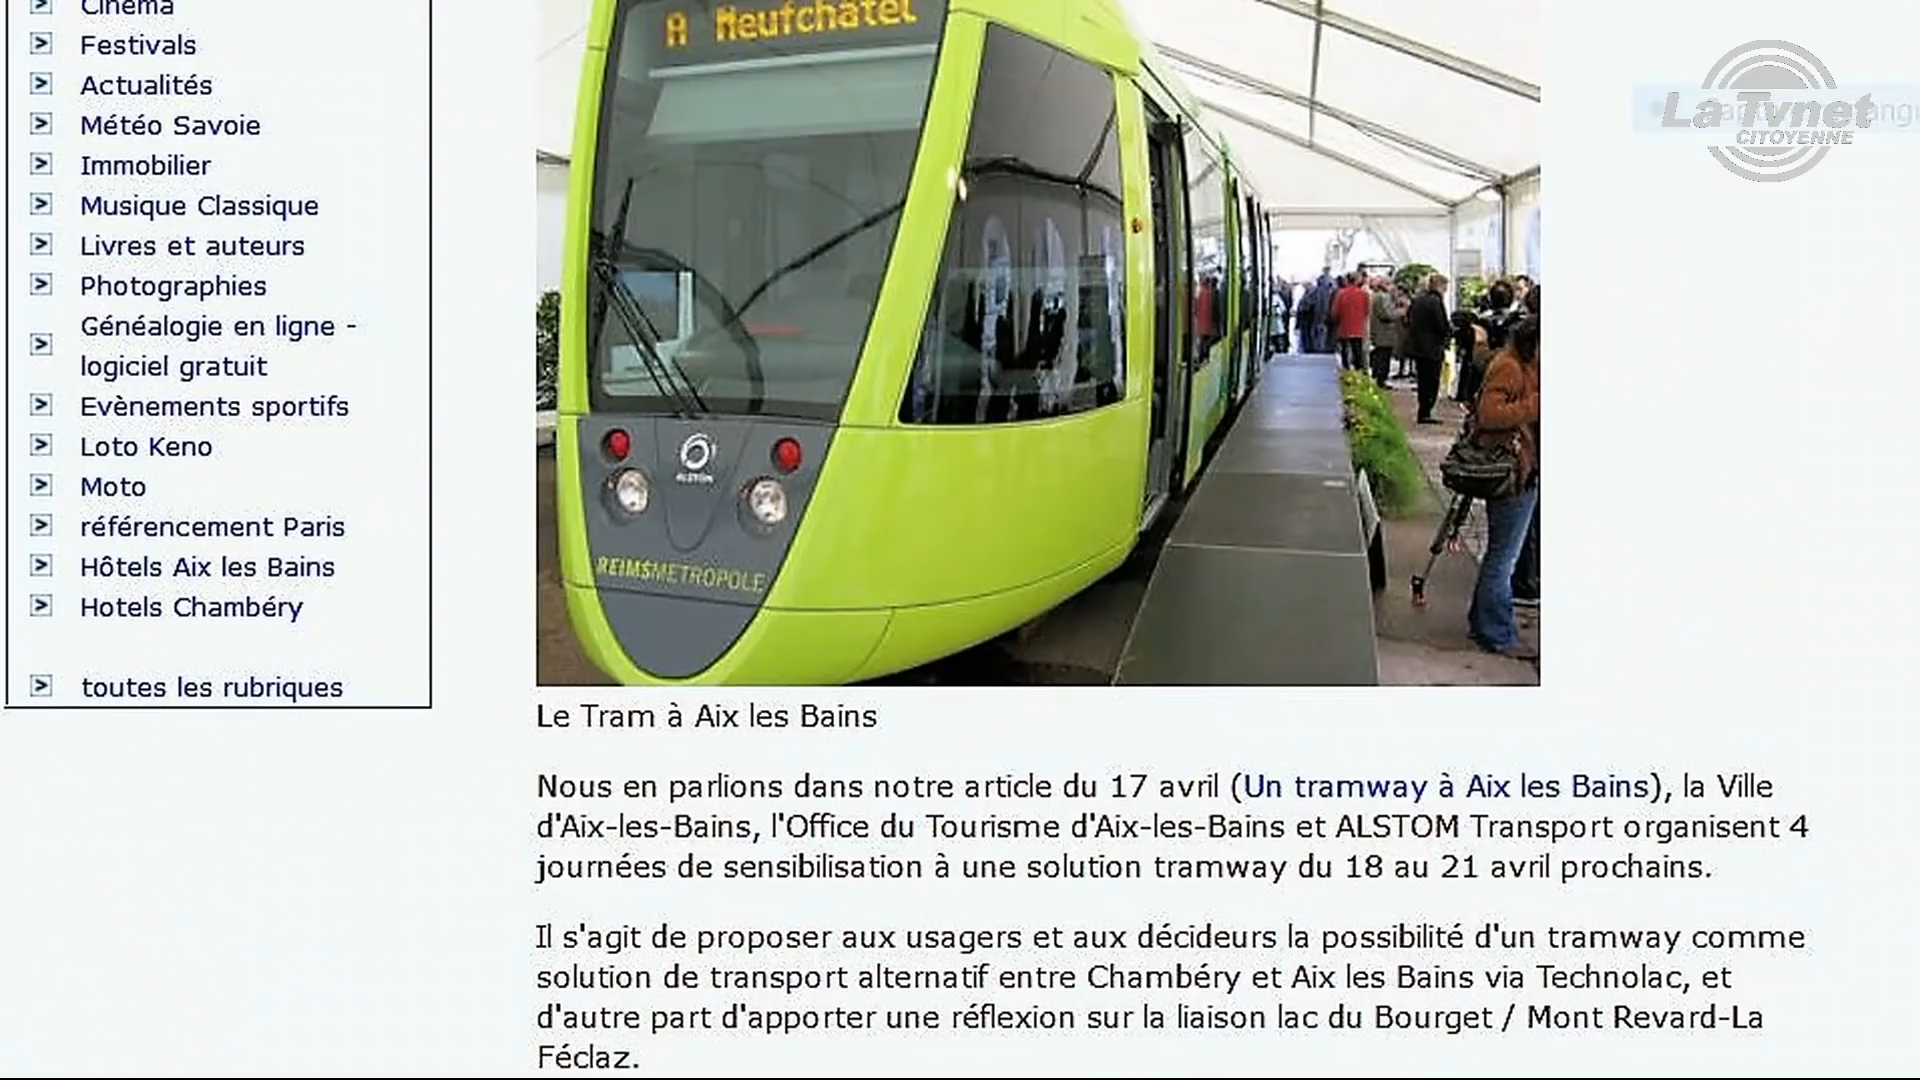 Cinéma
Festivals
Actualités
Météo Savoie
Immobilier
Musique Classique
Livres et auteurs
Photographies
Généalogie en ligne -
logiciel gratuit
Evènements sportifs
Loto Keno
Moto
référencement Paris
Hôtels Aix les Bains
Hotels Chambéry
toutes les rubriques
A Neufchâtel
ALSTOM
REIMSMETROPOLE
La Tvnet
CITOYENNE
Le Tram à Aix les Bains
Nous en parlions dans notre article du 17 avril (Un tramway à Aix les Bains), la Ville
d'Aix-les-Bains, l'Office du Tourisme d'Aix-les-Bains et ALSTOM Transport organisent 4
journées de sensibilisation à une solution tramway du 18 au 21 avril prochains.
Il s'agit de proposer aux usagers et aux décideurs la possibilité d'un tramway comme
solution de transport alternatif entre Chambéry et Aix les Bains via Technolac, et
d'autre part d'apporter une réflexion sur la liaison lac du Bourget / Mont Revard-La
Féclaz.